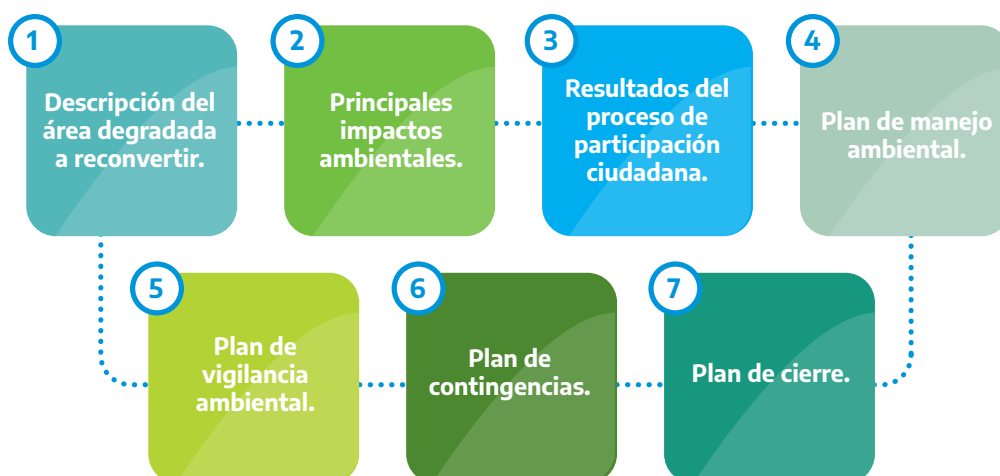 1
Descripción del
área degradada
a reconvertir.
2
Principales
impactos
ambientales.
3
Resultados del
proceso de
participación
ciudadana.
4
Plan de manejo
ambiental.
5
Plan de
vigilancia
ambiental.
6
Plan de
contingencias.
7
Plan de cierre.